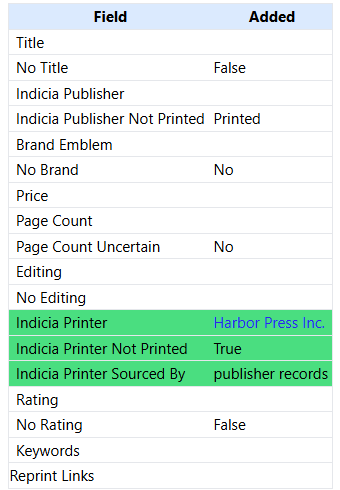 Field Added
Title
No Title False
Indicia Publisher
Indicia Publisher Not Printed Printed
Brand Emblem
No Brand No
Price
Page Count
Page Count Uncertain No
Editing
No Editing
Indicia Printer Harbor Press Inc.
Indicia Printer Not Printed True
Indicia Printer Sourced By publisher records
Rating
No Rating False
Keywords
Reprint Links